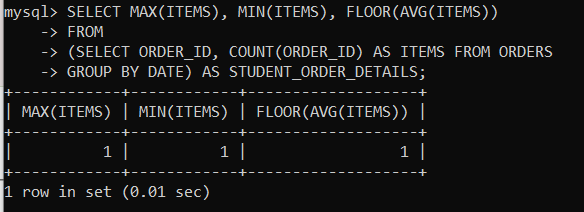 mysql> SELECT MAX(ITEMS), MIN(ITEMS), FLOOR(AVG(ITEMS))
    -> FROM
    -> (SELECT ORDER_ID, COUNT(ORDER_ID) AS ITEMS FROM ORDERS
    -> GROUP BY DATE) AS STUDENT_ORDER_DETAILS;
+------------+------------+-------------------+
| MAX(ITEMS) | MIN(ITEMS) | FLOOR(AVG(ITEMS)) |
+------------+------------+-------------------+
|          1 |          1 |                 1 |
+------------+------------+-------------------+
1 row in set (0.01 sec)